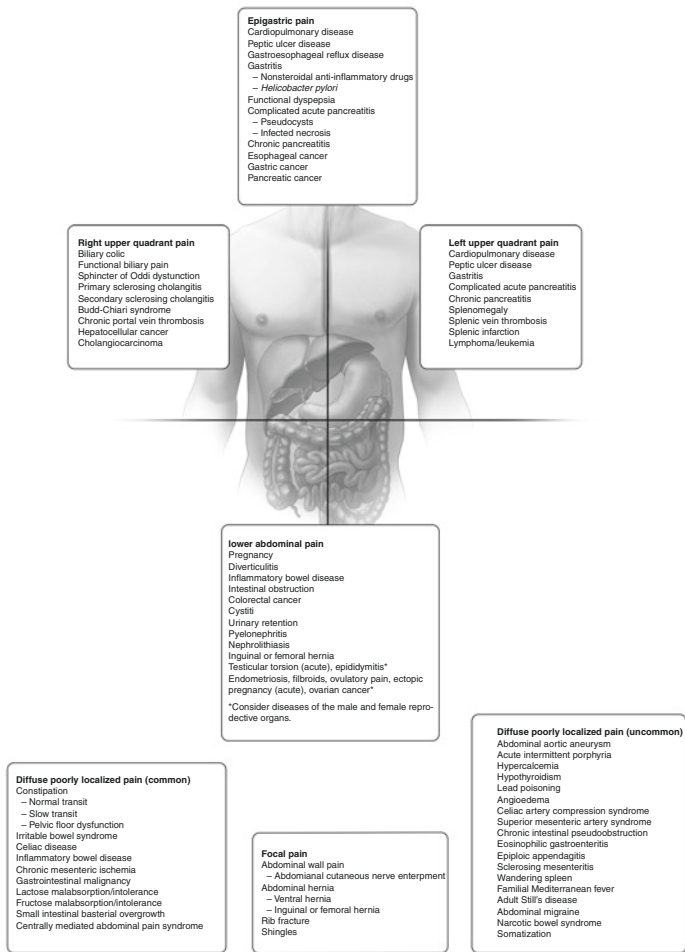 Epigastric pain
Cardiopulmonary disease
Peptic ulcer disease
Gastroesophageal reflux disease
Gastritis
– Nonsteroidal anti-inflammatory drugs
– Helicobacter pylori
Functional dyspepsia
Complicated acute pancreatitis
– Pseudocysts
– Infected necrosis
Chronic pancreatitis
Esophageal cancer
Gastric cancer
Pancreatic cancer
Right upper quadrant pain
Biliary colic
Functional biliary pain
Sphincter of Oddi dystunction
Primary sclerosing cholangitis
Secondary sclerosing cholangitis
Budd-Chiari syndrome
Chronic portal vein thrombosis
Hepatocellular cancer
Cholangiocarcinoma
Left upper quadrant pain
Cardiopulmonary disease
Peptic ulcer disease
Gastritis
Complicated acute pancreatitis
Chronic pancreatitis
Splenomegaly
Splenic vein thrombosis
Splenic infarction
Lymphoma/leukemia
lower abdominal pain
Pregnancy
Diverticulitis
Inflammatory bowel disease
Intestinal obstruction
Colorectal cancer
Cystiti
Urinary retention
Pyelonephritis
Nephrolithiasis
Inguinal or femoral hernia
Testicular torsion (acute), epididymitis*
Endometriosis, filbroids, ovulatory pain, ectopic
pregnancy (acute), ovarian cancer*
*Consider diseases of the male and female repro-
dective organs.
Diffuse poorly localized pain (common)
Constipation
– Normal transit
– Slow transit
– Pelvic floor dysfunction
Irritable bowel syndrome
Celiac disease
Inflammatory bowel disease
Chronic mesenteric ischemia
Gastrointestinal malignancy
Lactose malabsorption/intolerance
Fructose malabsorption/intolerance
Small intestinal basterial overgrowth
Centrally mediated abdominal pain syndrome
Focal pain
Abdominal wall pain
– Abdomianal cutaneous nerve enterpment
Abdominal hernia
– Ventral hernia
– Inguinal or femoral hernia
Rib fracture
Shingles
Diffuse poorly localized pain (uncommon)
Abdominal aortic aneurysm
Acute intermittent porphyria
Hypercalcemia
Hypothyroidism
Lead poisoning
Angioedema
Celiac artery compression syndrome
Superior mesenteric artery syndrome
Chronic intestinal pseudoobstruction
Eosinophilic gastroenteritis
Epiploic appendagitis
Sclerosing mesenteritis
Wandering spleen
Familial Mediterranean fever
Adult Still's disease
Abdominal migraine
Narcotic bowel syndrome
Somatization